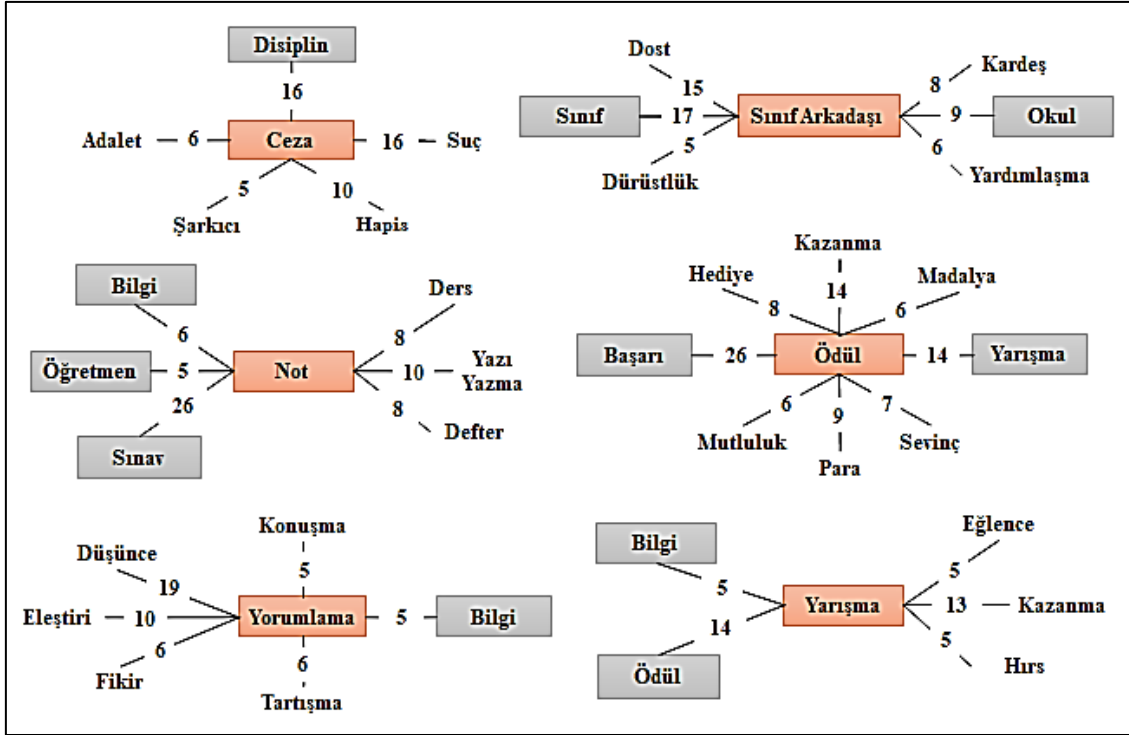 Disiplin
16
Adalet
6
Ceza
16
Suç
5
10
Şarkıcı
Hapis
Dost
Kardeş
15
8
Sınıf
17
Sınıf Arkadaşı
9
Okul
5
6
Dürüstlük
Yardımlaşma
Bilgi
Ders
6
8
Öğretmen
5
Not
10
Yazı
Yazma
26
8
Sınav
Defter
Kazanma
Hediye
Madalya
14
8
6
Başarı
26
Ödül
14
Yarışma
6
9
7
Mutluluk
Sevinç
Para
Konuşma
Düşünce
5
19
Eleştiri
10
Yorumlama
5
Bilgi
6
6
Fikir
Tartışma
Eğlence
Bilgi
5
5
Yarışma
13
Kazanma
14
5
Ödül
Hırs